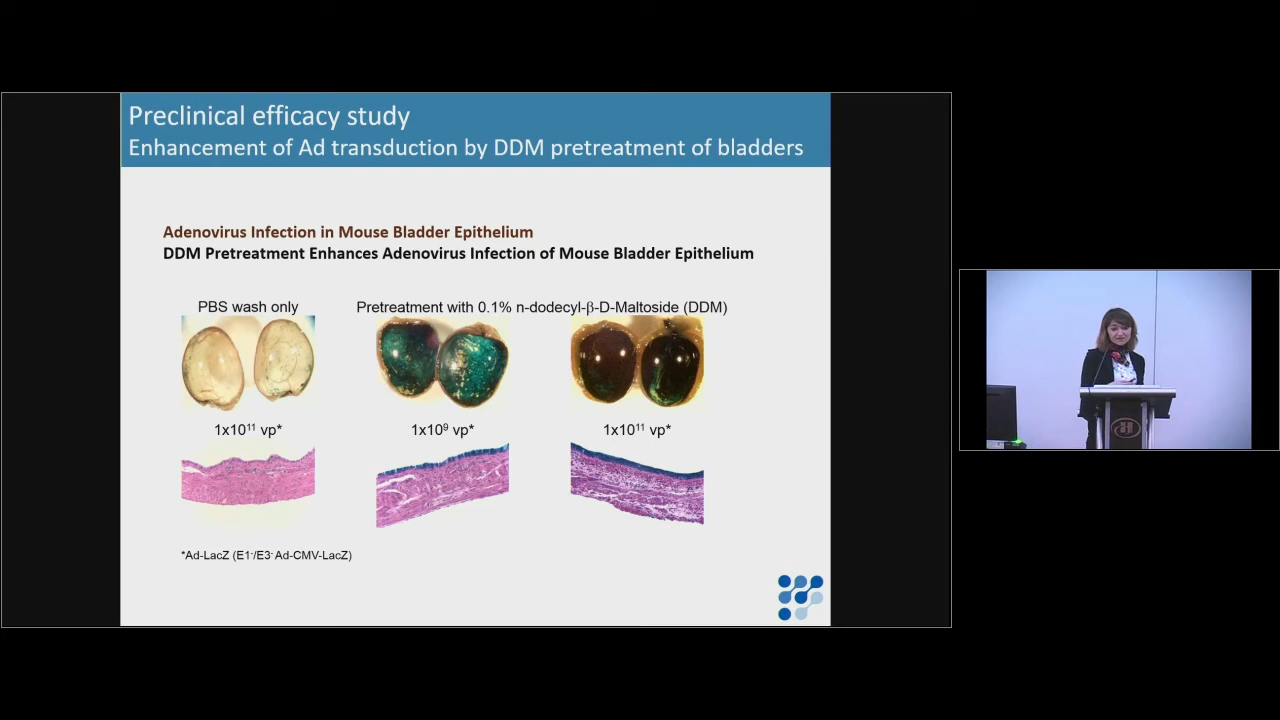 Preclinical efficacy study
Enhancement of Ad transduction by DDM pretreatment of bladders
Adenovirus Infection in Mouse Bladder Epithelium
DDM Pretreatment Enhances Adenovirus Infection of Mouse Bladder Epithelium
PBS wash only
Pretreatment with 0.1% n-dodecyl-β-D-Maltoside (DDM)
1x10¹¹ vp*
1x10⁹ vp*
1x10¹¹ vp*
*Ad-LacZ (E1⁻/E3⁻ Ad-CMV-LacZ)